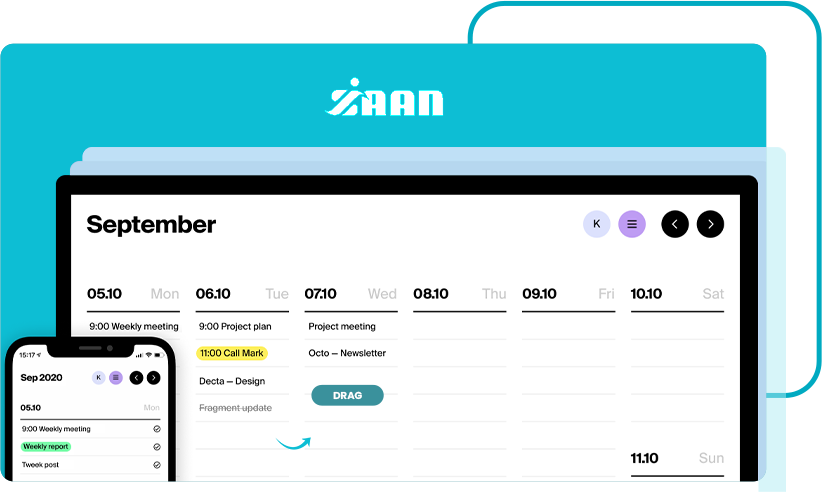 ZAAN
September
K
05.10 Mon
06.10 Tue
07.10 Wed
08.10 Thu
09.10 Fri
10.10 Sat
9:00 Weekly meeting
9:00 Project plan
Project meeting
11:00 Call Mark
Octo — Newsletter
Decta — Design
DRAG
Fragment update
11.10 Sun
15:17
Sep 2020
K
05.10 Mon
9:00 Weekly meeting
Weekly report
Tweek post